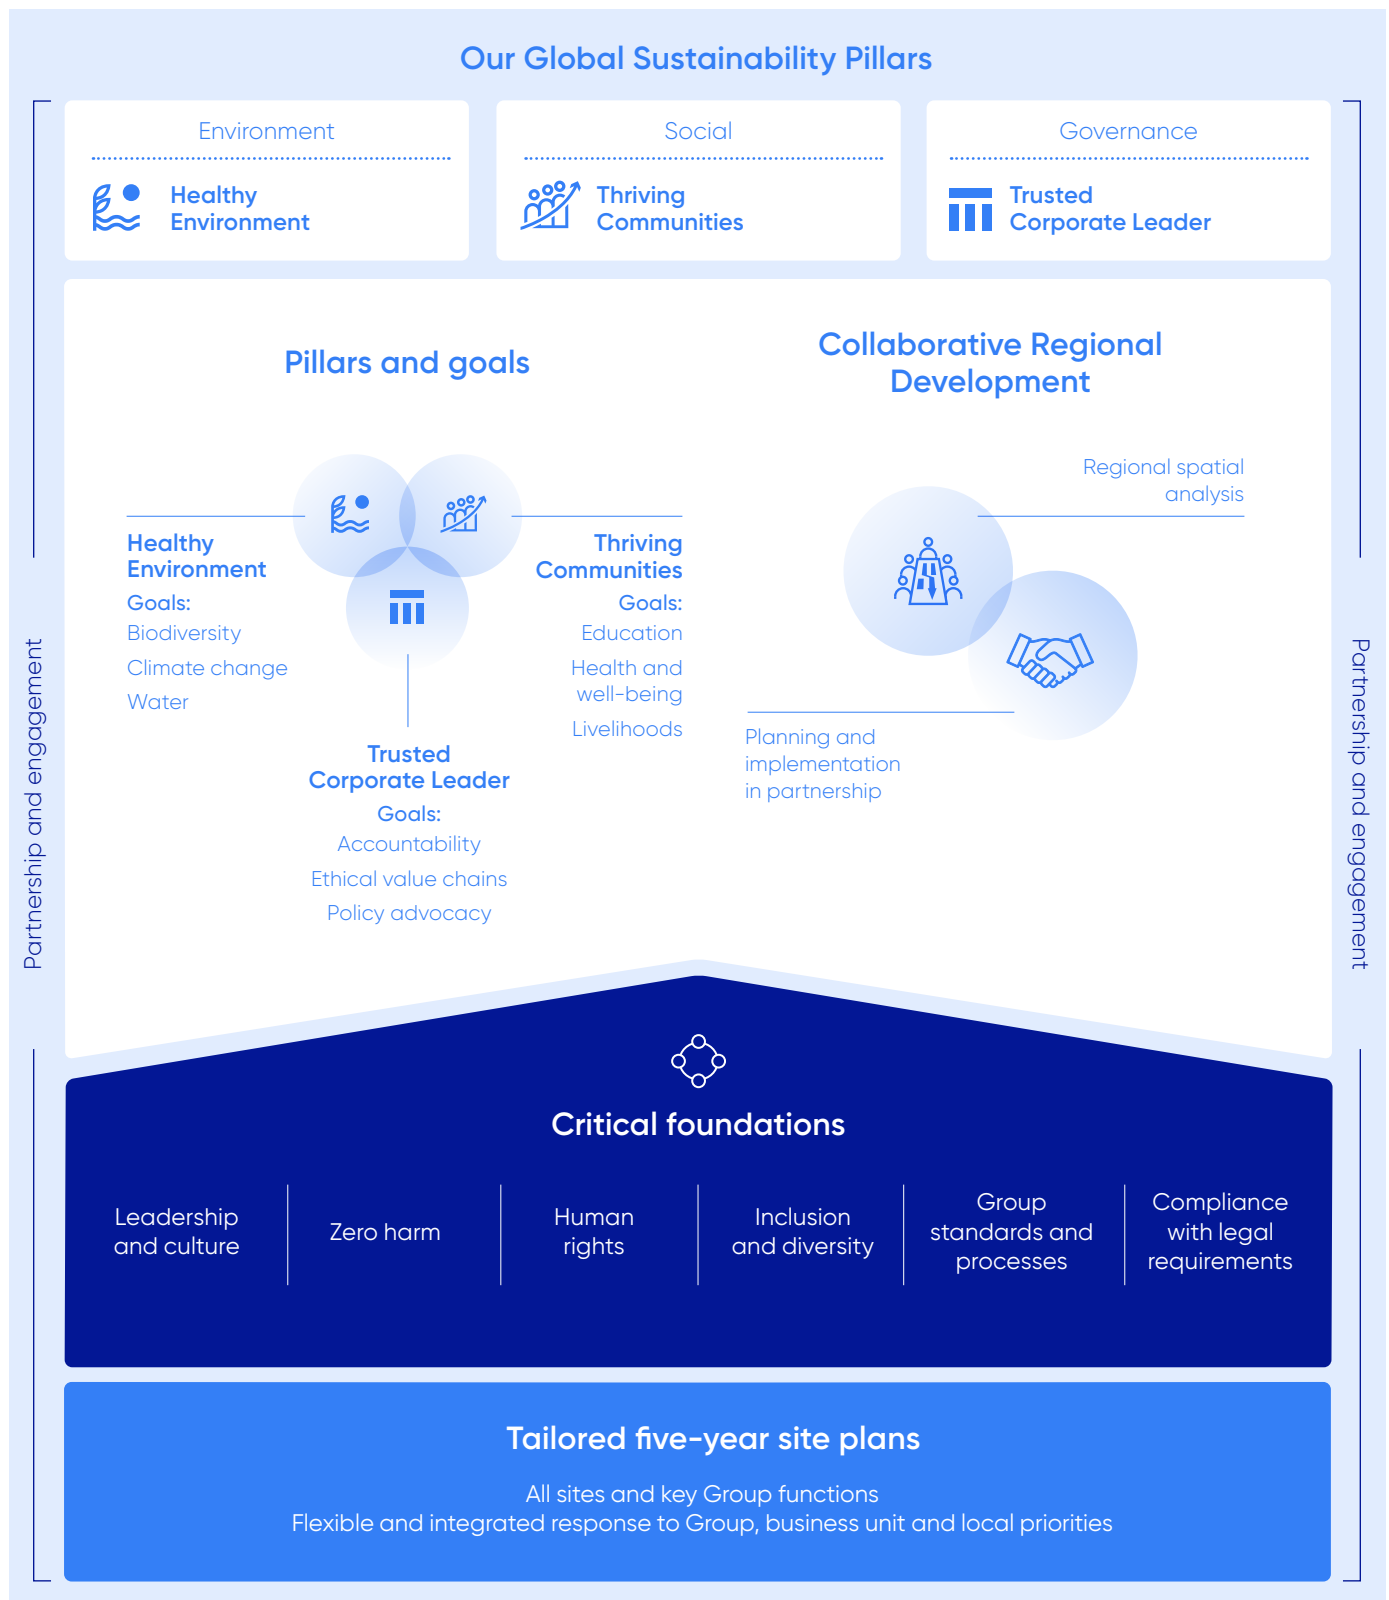 Our Global Sustainability Pillars
Environment
Healthy
Environment
Social
Thriving
Communities
Governance
Trusted
Corporate Leader
Partnership and engagement
Pillars and goals
Healthy
Environment
Goals:
Biodiversity
Climate change
Water
Thriving
Communities
Goals:
Education
Health and
well-being
Livelihoods
Trusted
Corporate Leader
Goals:
Accountability
Ethical value chains
Policy advocacy
Collaborative Regional
Development
Regional spatial
analysis
Planning and
implementation
in partnership
Partnership and engagement
Critical foundations
Leadership
and culture
Zero harm
Human
rights
Inclusion
and diversity
Group
standards and
processes
Compliance
with legal
requirements
Tailored five-year site plans
All sites and key Group functions
Flexible and integrated response to Group, business unit and local priorities